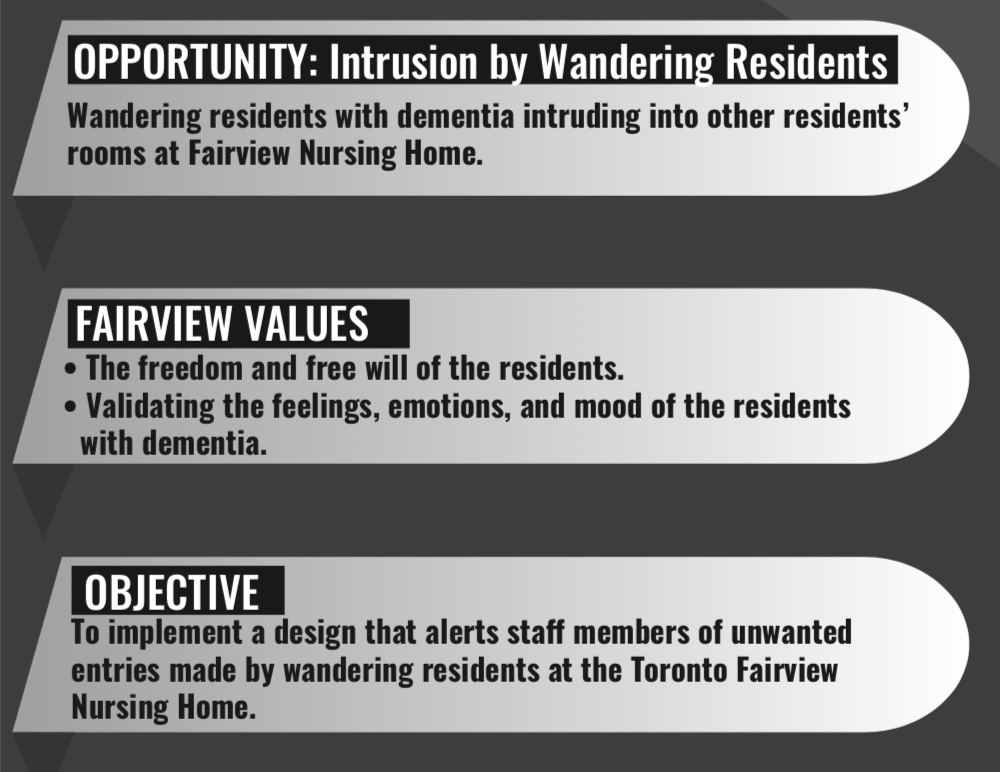 OPPORTUNITY: Intrusion by Wandering Residents
Wandering residents with dementia intruding into other residents’
rooms at Fairview Nursing Home.
FAIRVIEW VALUES
• The freedom and free will of the residents.
• Validating the feelings, emotions, and mood of the residents
with dementia.
OBJECTIVE
To implement a design that alerts staff members of unwanted
entries made by wandering residents at the Toronto Fairview
Nursing Home.